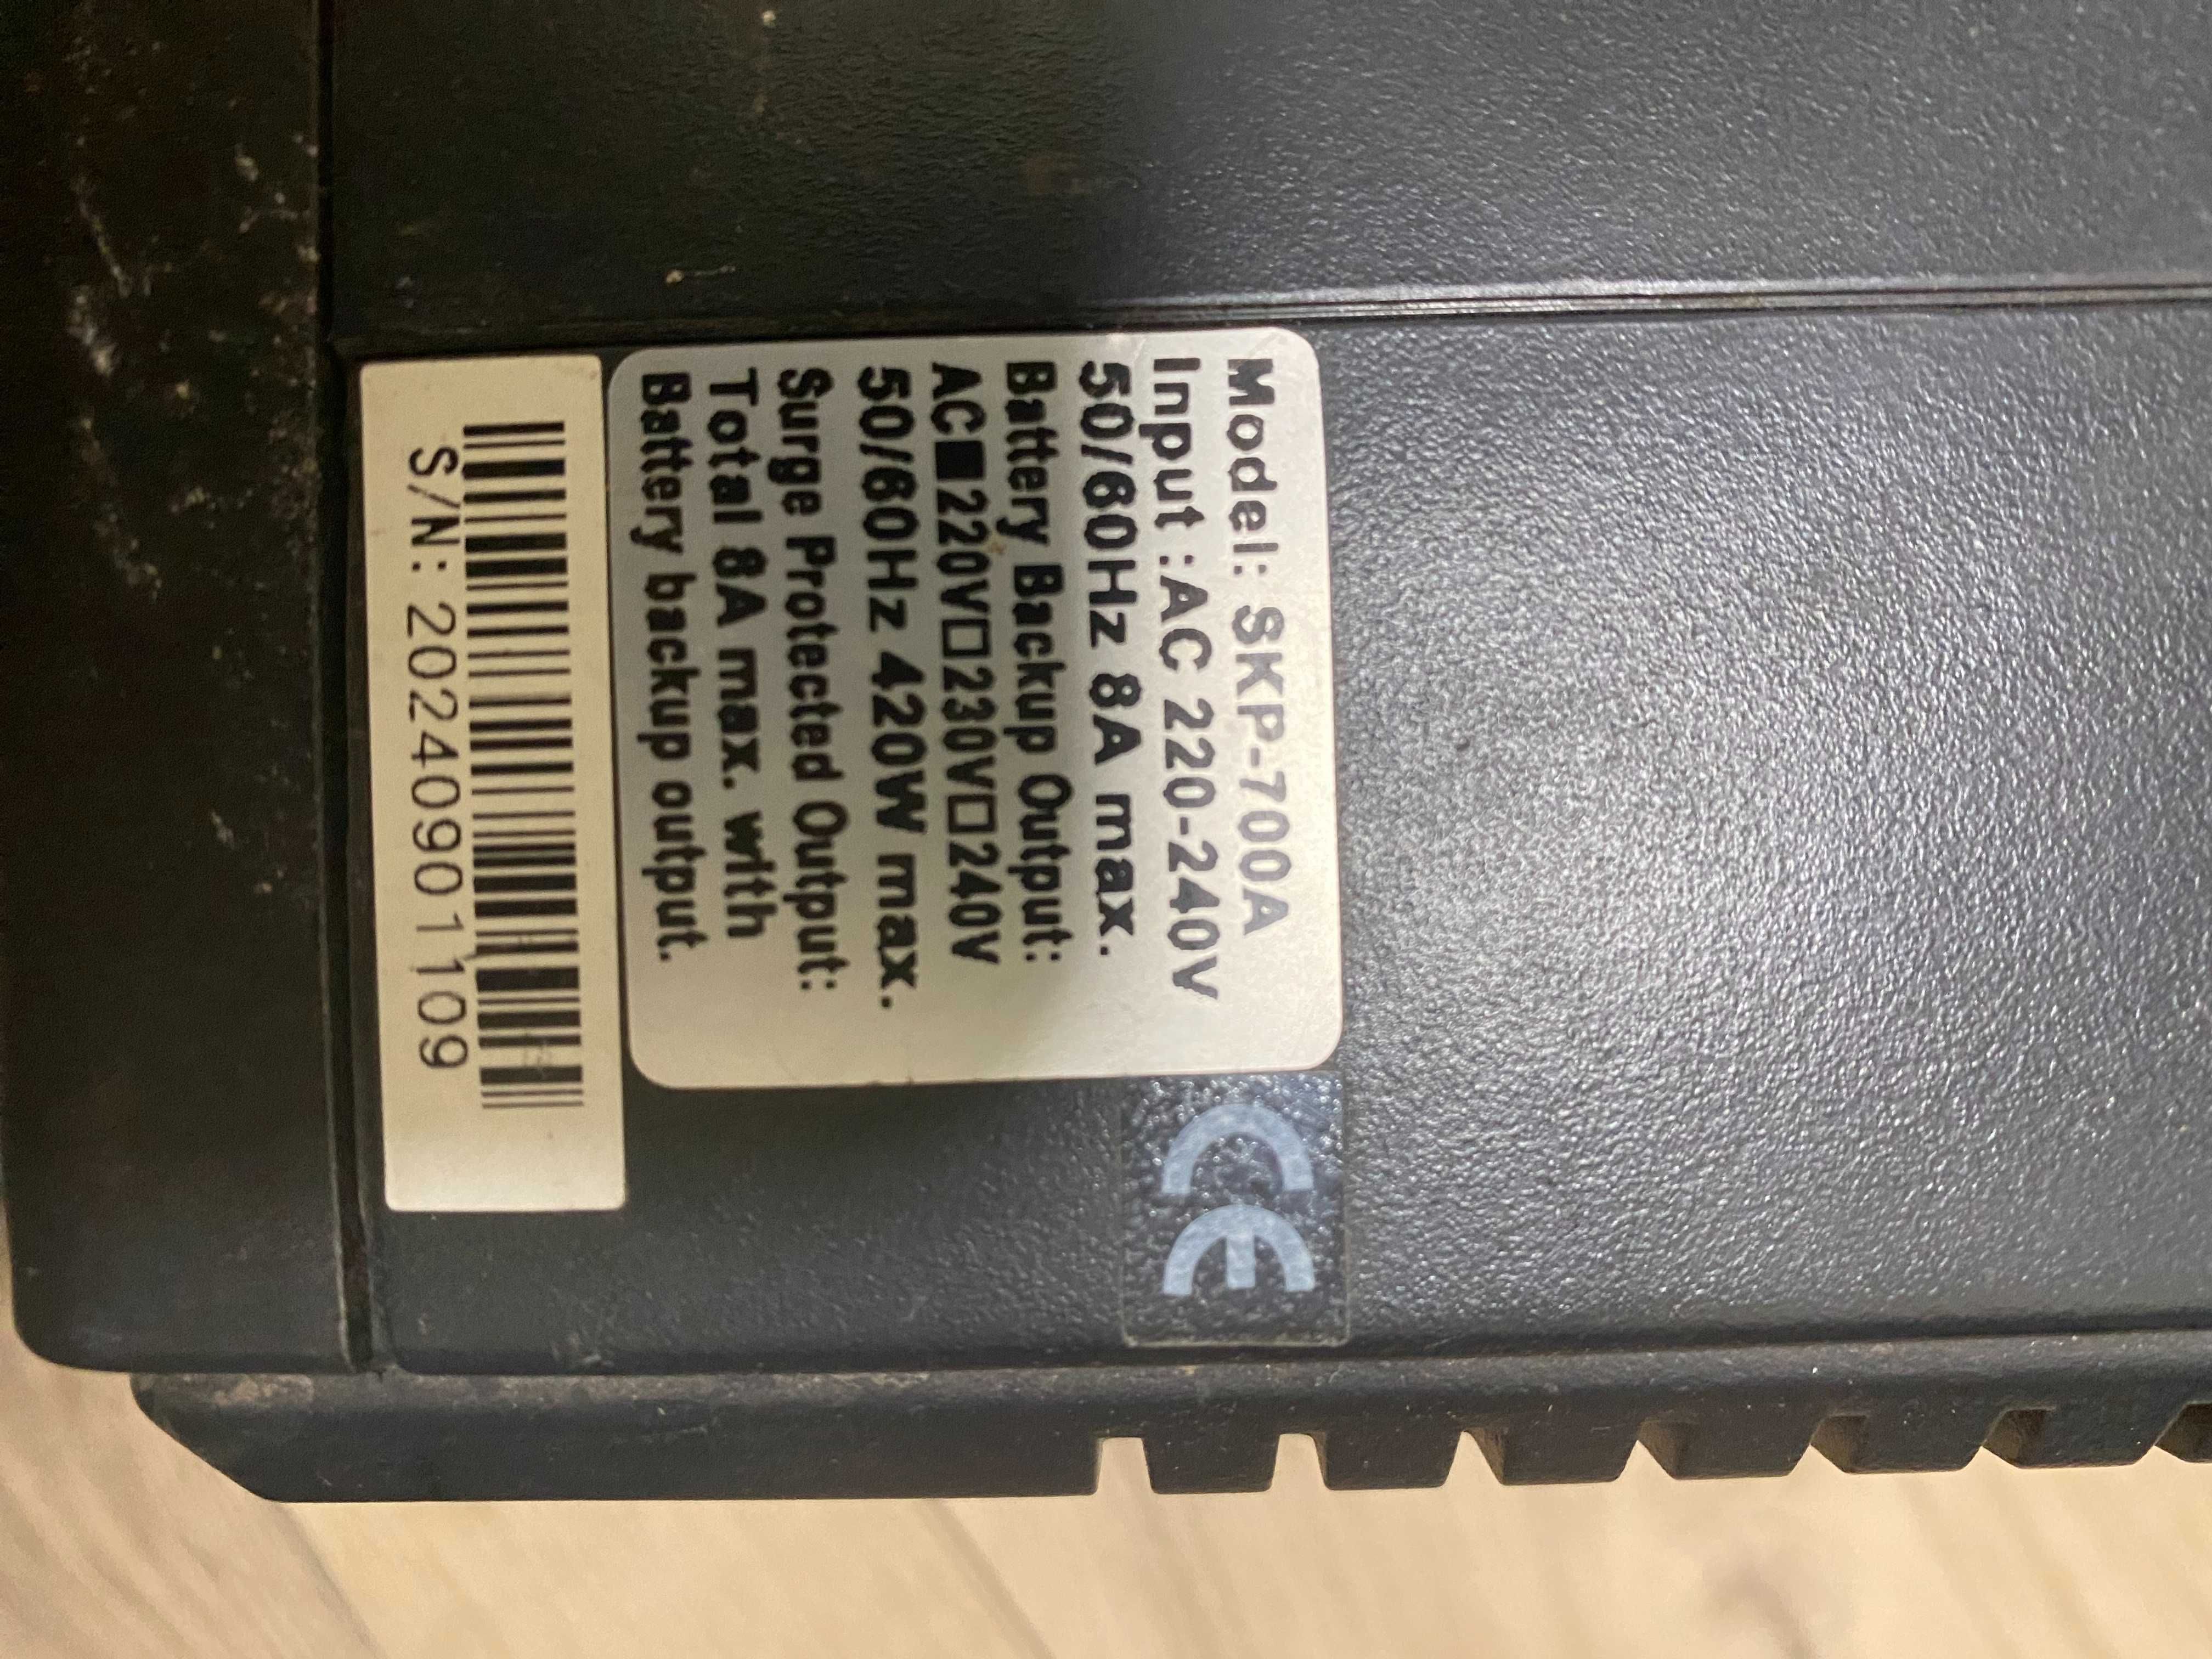 Model: SKP-700A
Input :AC 220-240V
50/60Hz 8A max.
Battery Backup Output:
AC■220V□230V□240V
50/60Hz 420W max.
Surge Protected Output:
Total 8A max. with
Battery backup output.
S/N: 202409011109
CE